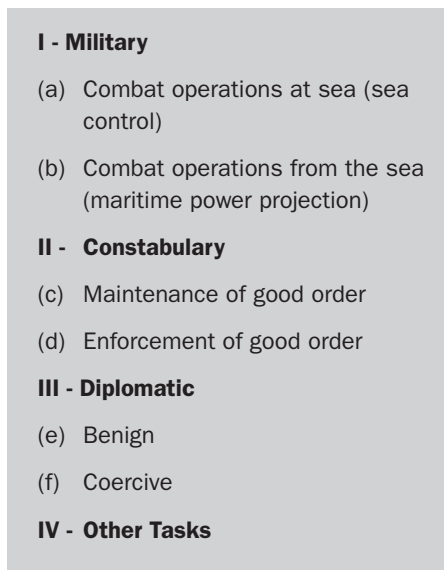 I - Military
(a) Combat operations at sea (sea
control)
(b) Combat operations from the sea
(maritime power projection)
II - Constabulary
(c) Maintenance of good order
(d) Enforcement of good order
III - Diplomatic
(e) Benign
(f) Coercive
IV - Other Tasks